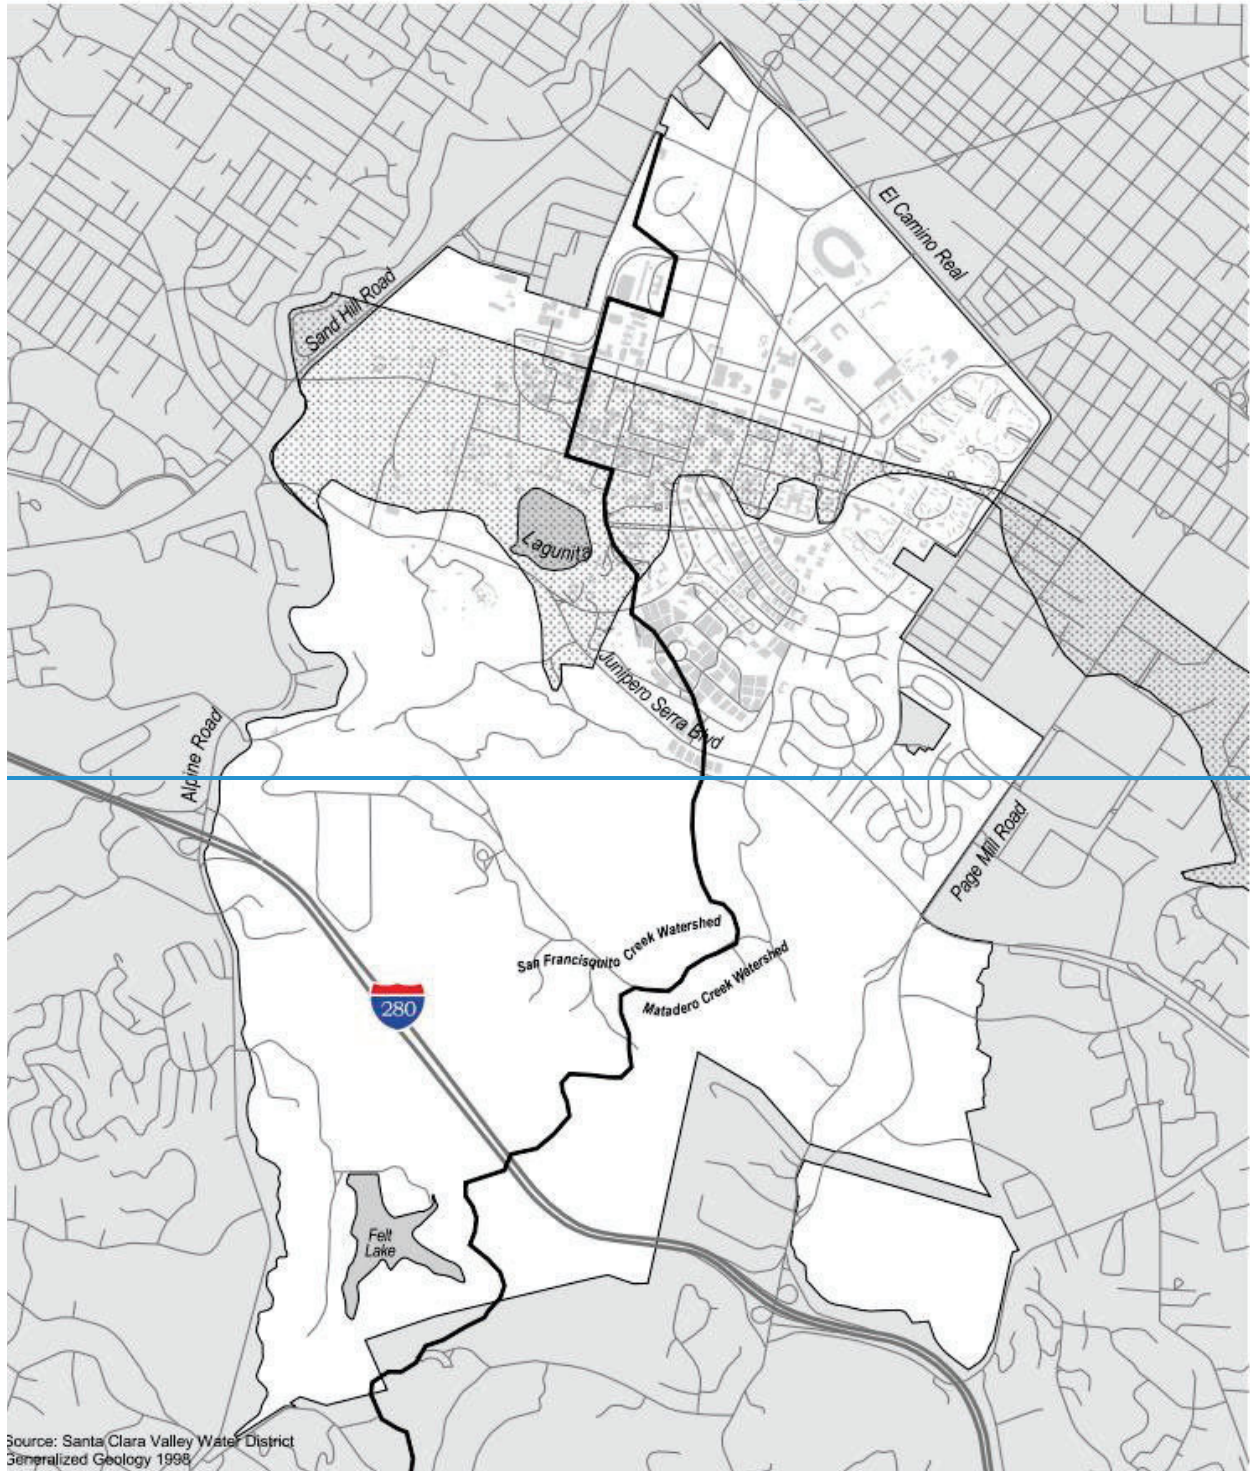 El Camino Real
Sand Hill Road
Lagunita
Junipero Serra Blvd
Alpine Road
Page Mill Road
San Francisquito Creek Watershed
Matadero Creek Watershed
280
Felt
Lake
Source: Santa Clara Valley Water District
Generalized Geology 1998